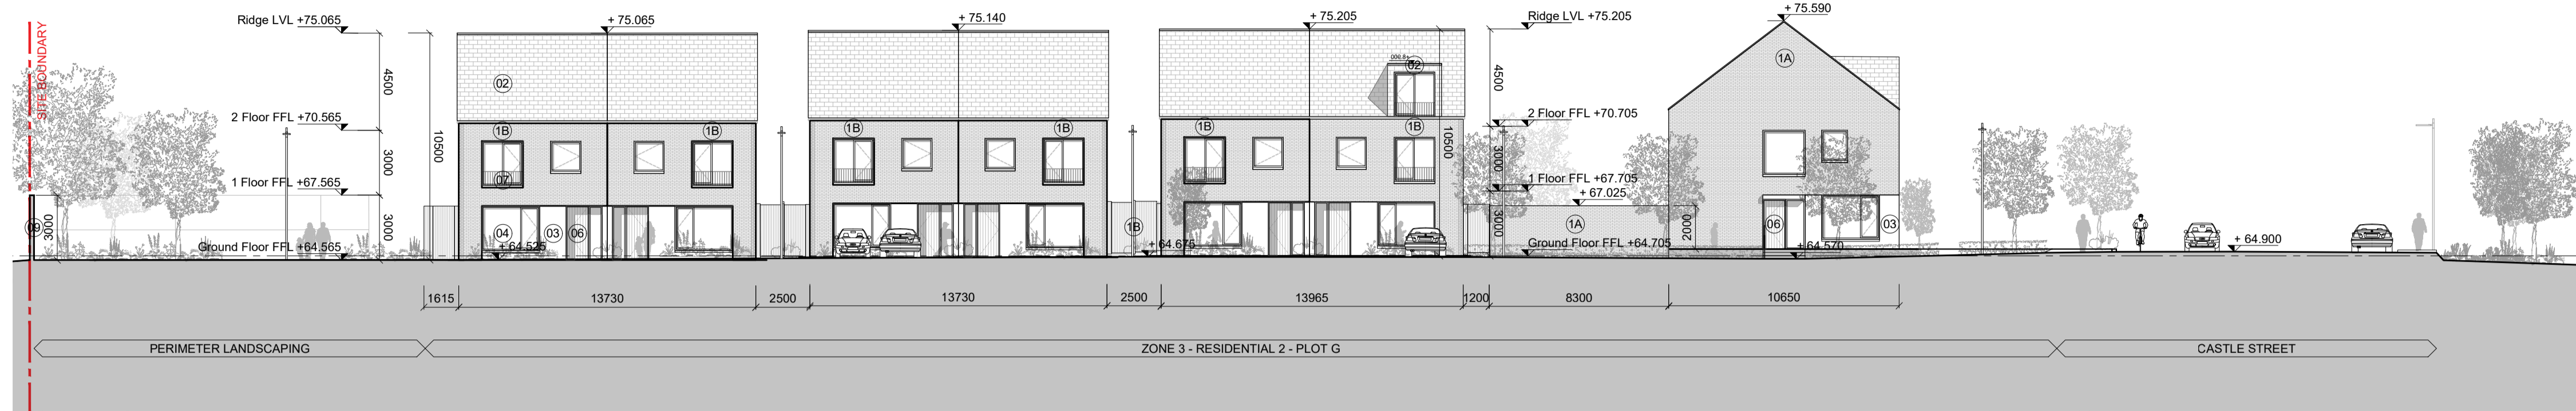 SITE BOUNDARY
Ridge LVL +75.065
2 Floor FFL +70.565
1 Floor FFL +67.565
Ground Floor FFL +64.565
09
3000
4500
3000
3000
10500
+ 75.065
02
1B
1B
07
04
03
06
+ 64.525
+ 75.140
1B
1B
1B
+ 64.675
+ 75.205
02
1B
1B
10500
Ridge LVL +75.205
2 Floor FFL +70.705
1 Floor FFL +67.705
+ 67.025
Ground Floor FFL +64.705
4500
3000
3000
1A
2000
+ 75.590
1A
06
03
+ 64.570
+ 64.900
1615
13730
2500
13730
2500
13965
1200
8300
10650
PERIMETER LANDSCAPING
ZONE 3 - RESIDENTIAL 2 - PLOT G
CASTLE STREET